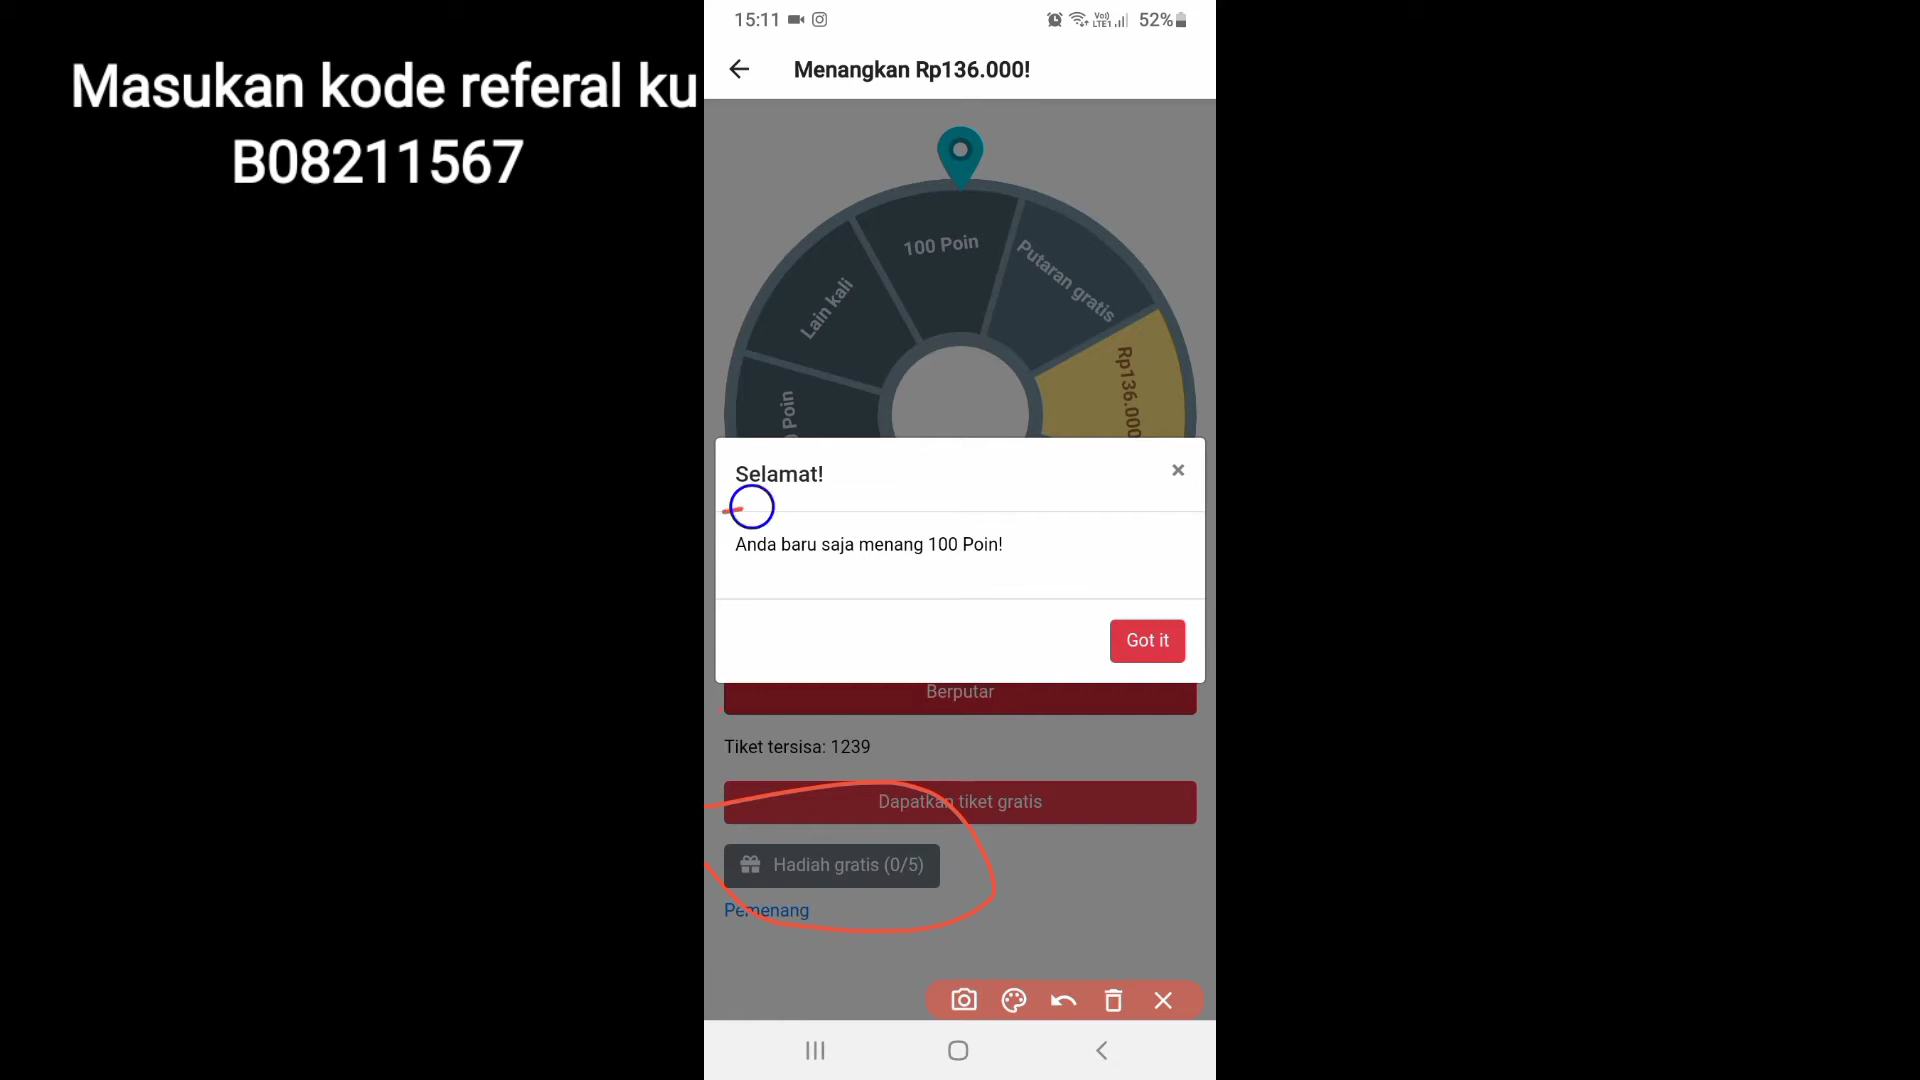 Masukan kode referal ku
B08211567
15:11
Vo)) LTE1 52%
Menangkan Rp136.000!
100 Poin
Putaran gratis
Lain kali
Rp136.000
Poin
Selamat!
×
Anda baru saja menang 100 Poin!
Got it
Berputar
Tiket tersisa: 1239
Dapatkan tiket gratis
Hadiah gratis (0/5)
Pemenang